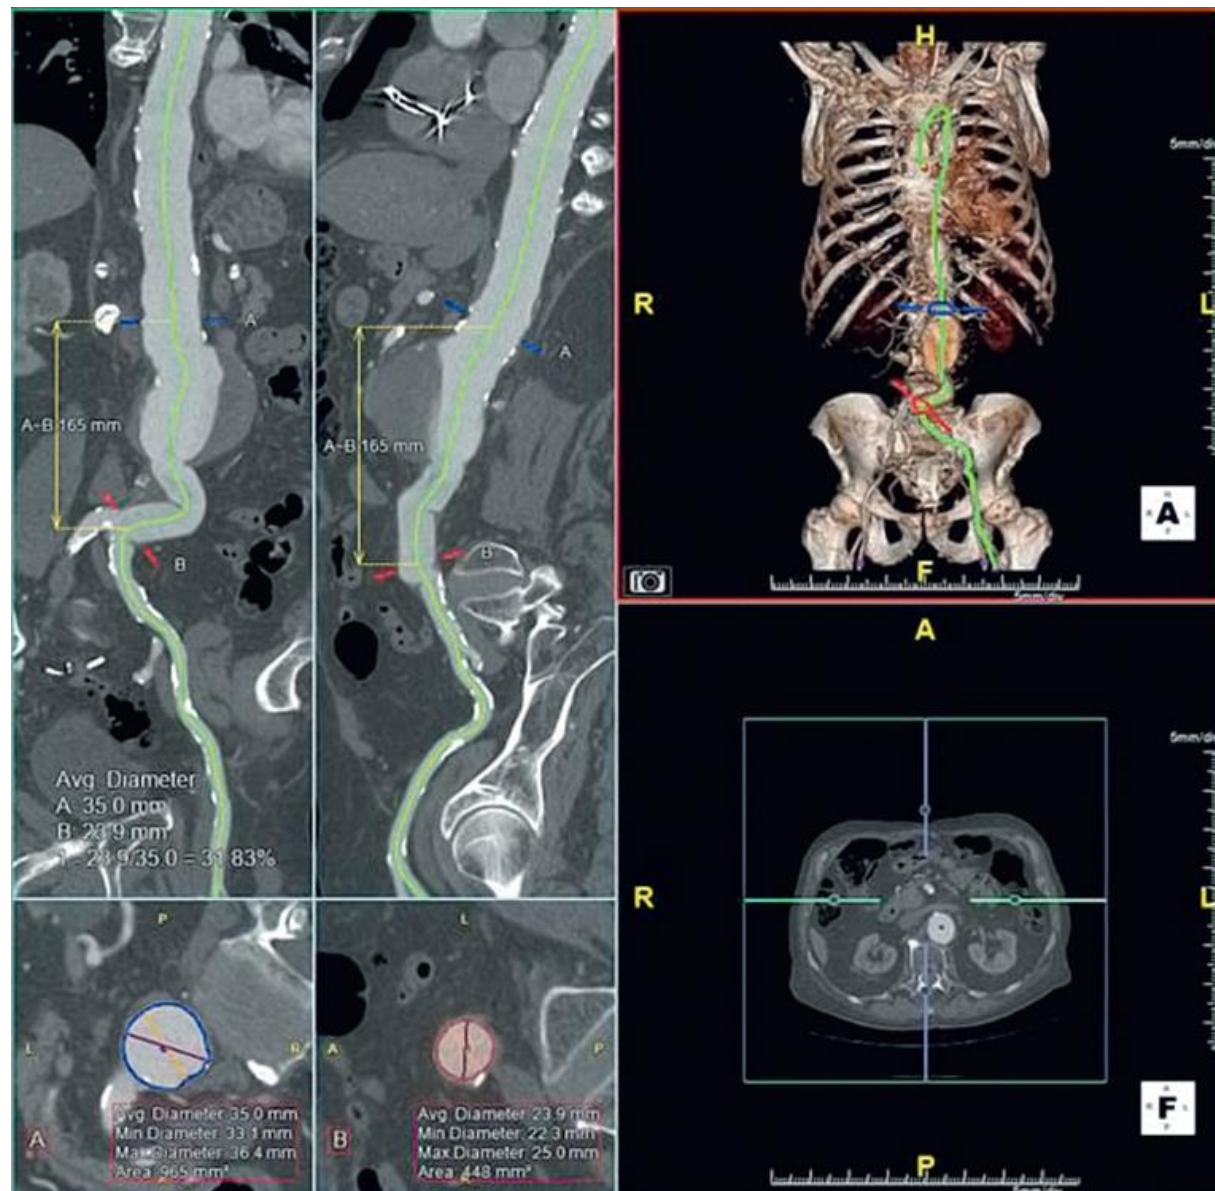 A
A~B 165 mm
B
Avg. Diameter
A: 35.0 mm
B: 23.9 mm
1 - 23.9/35.0 = 31.83%
A
A~B 165 mm
B
H
R
L
5mm/div
A
F
5mm/div
A
R
L
5mm/div
F
P
P
L
R
A
Avg. Diameter: 35.0 mm
Min Diameter: 33.1 mm
Max Diameter: 36.4 mm
Area: 965 mm²
L
A
P
B
Avg. Diameter: 23.9 mm
Min Diameter: 22.3 mm
Max Diameter: 25.0 mm
Area: 448 mm²